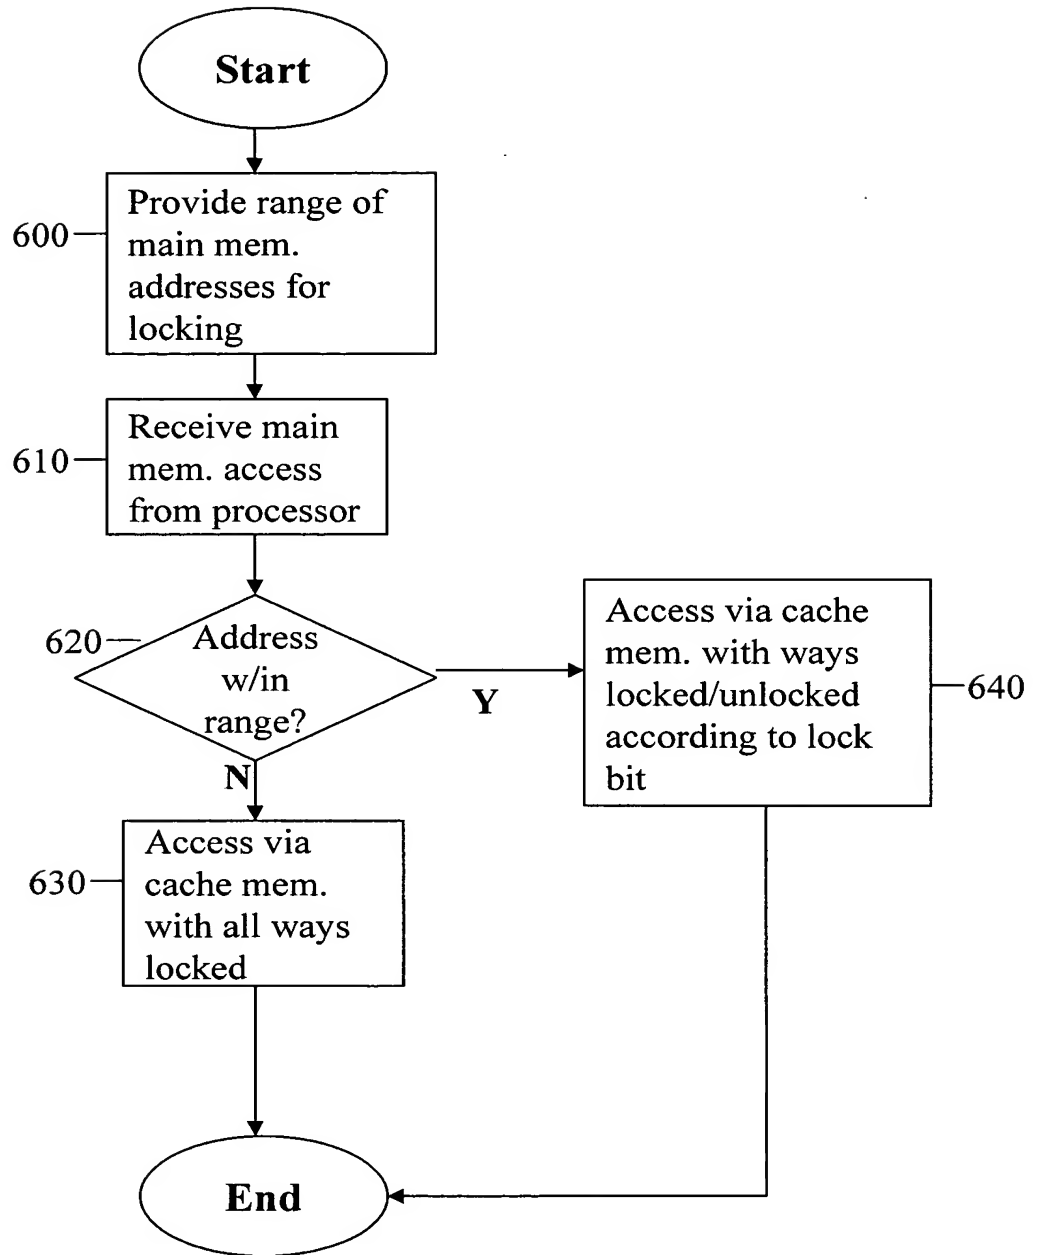 Start
600
Provide range of
main mem.
addresses for
locking
610
Receive main
mem. access
from processor
620
Address
w/in
range?
Y
N
Access via cache
mem. with ways
locked/unlocked
according to lock
bit
640
630
Access via
cache mem.
with all ways
locked
End